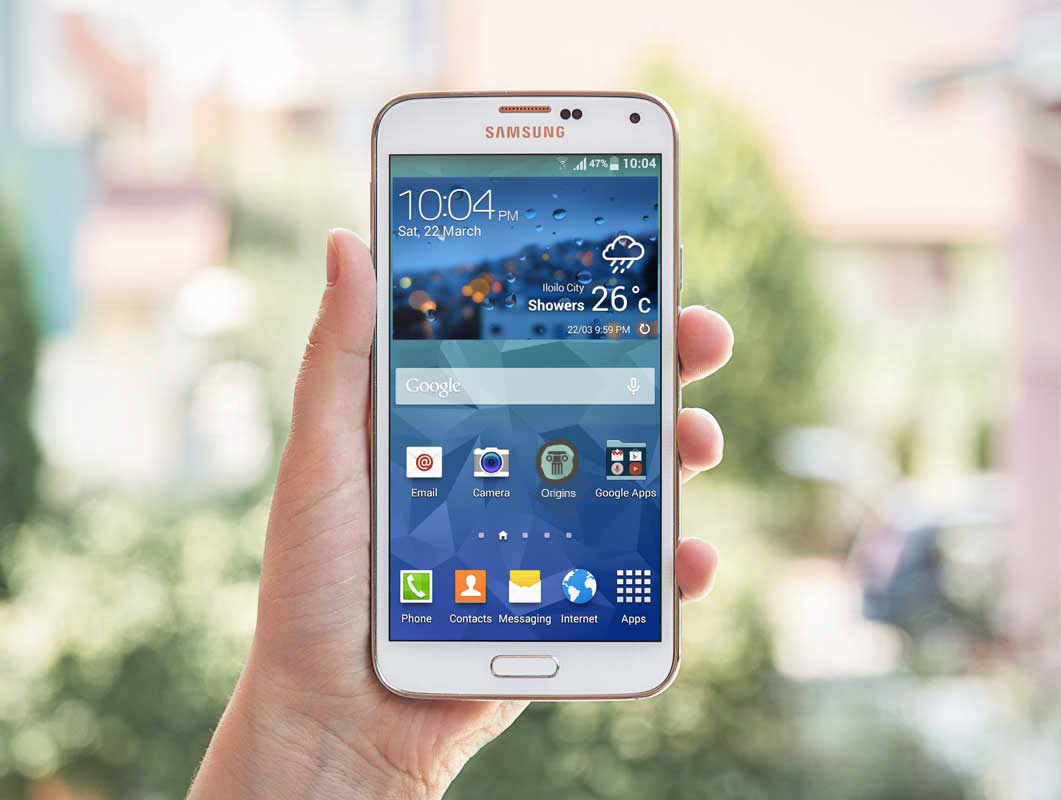 SAMSUNG
47% 10:04
10:04 PM
Sat, 22 March
Iloilo City
Showers 26°c
22/03 9:59 PM
Google
Email Camera Origins Google Apps
Phone Contacts Messaging Internet Apps